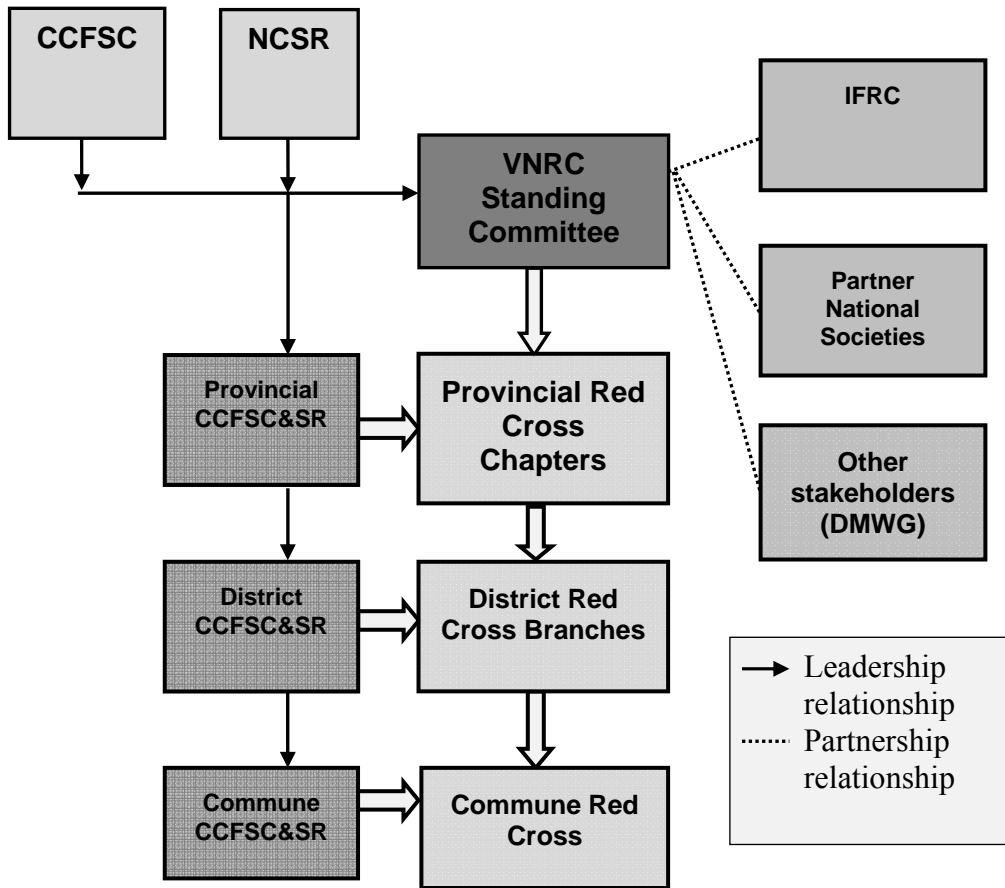 CCFSC
NCSR
IFRC
VNRC
Standing
Committee
Partner
National
Societies
Provincial
CCFSC&SR
Provincial Red
Cross
Chapters
Other
stakeholders
(DMWG)
District
CCFSC&SR
District Red
Cross Branches
Leadership
relationship
Partnership
relationship
Commune
CCFSC&SR
Commune Red
Cross